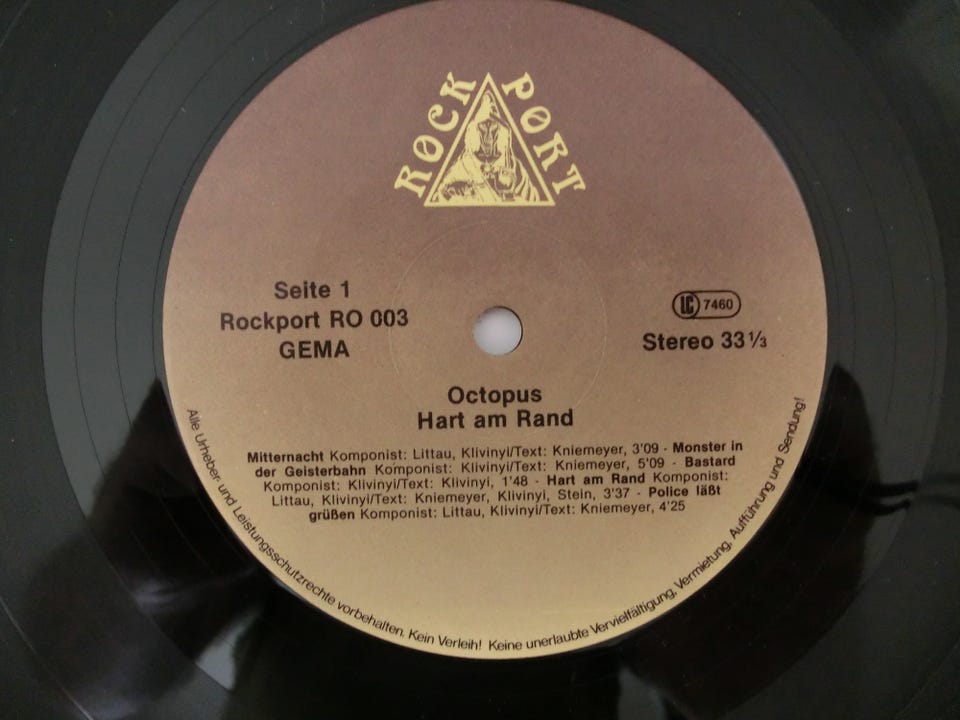 ROCK PORT
Seite 1
Rockport RO 003
GEMA
LC 7460
Stereo 33 1/3
Octopus
Hart am Rand
Mitternacht Komponist: Littau, Klivinyi/Text: Kniemeyer, 3'09 · Monster in
der Geisterbahn Komponist: Klivinyi/Text: Kniemeyer, 5'09 · Bastard
Komponist: Klivinyi/Text: Klivinyi, 1'48 · Hart am Rand Komponist:
Littau, Klivinyi/Text: Kniemeyer, Klivinyi, Stein, 3'37 · Police läßt
grüßen Komponist: Littau, Klivinyi/Text: Kniemeyer, 4'25
Alle Urheber- und Leistungsschutzrechte vorbehalten. Kein Verleih! Keine unerlaubte Vervielfältigung, Vermietung, Aufführung und Sendung!